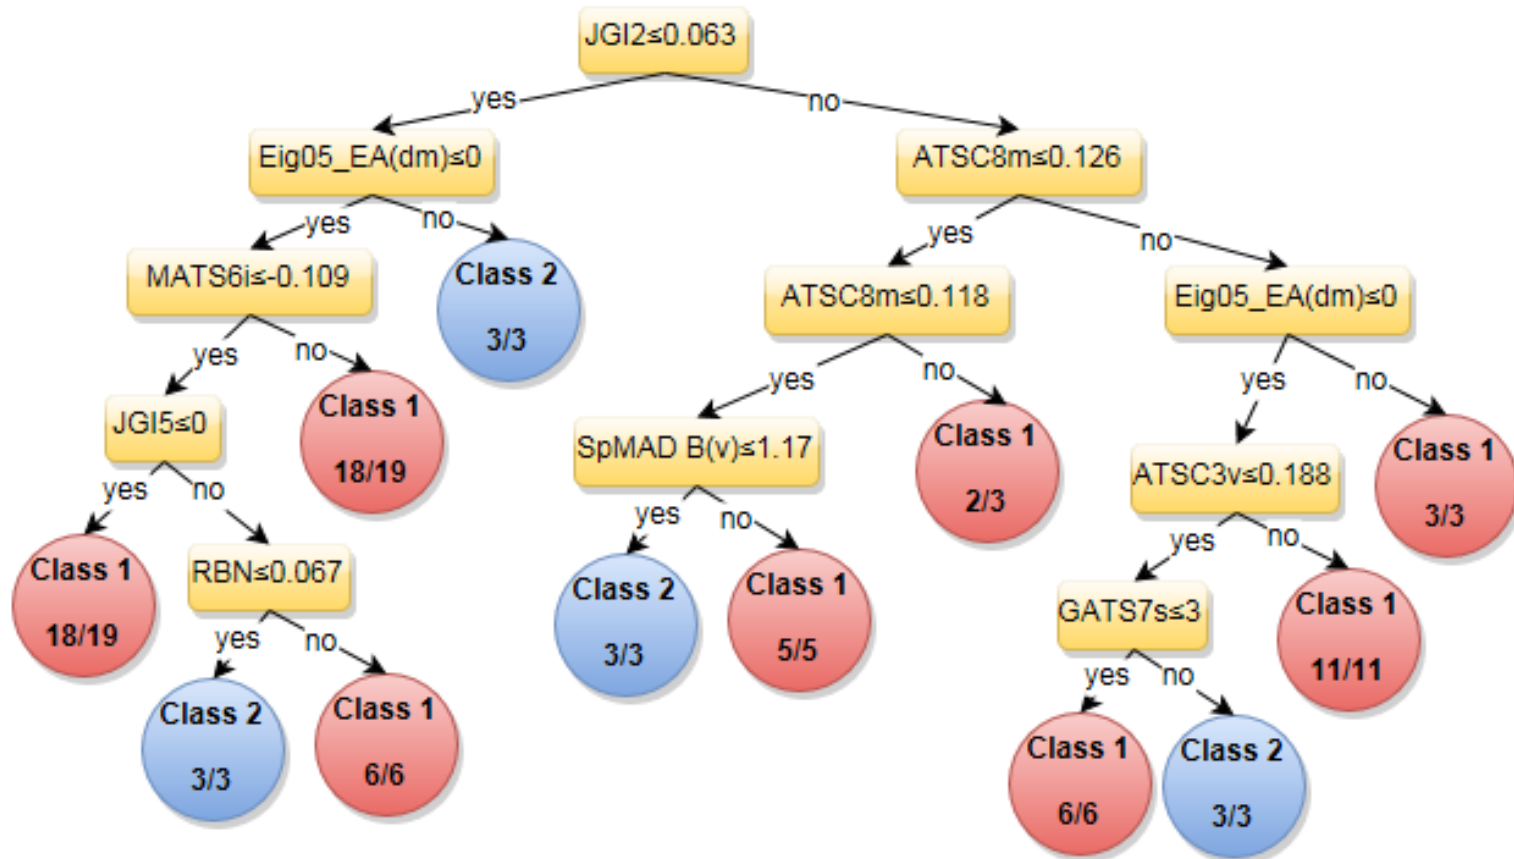 JGI2≤0.063
yes
no
Eig05_EA(dm)≤0
ATSC8m≤0.126
yes
no
yes
no
MATS6i≤-0.109
Class 2
3/3
ATSC8m≤0.118
Eig05_EA(dm)≤0
yes
no
yes
no
yes
no
JGI5≤0
Class 1
18/19
SpMAD B(v)≤1.17
Class 1
2/3
ATSC3v≤0.188
Class 1
3/3
yes
no
yes
no
yes
no
Class 1
18/19
RBN≤0.067
Class 2
3/3
Class 1
5/5
GATS7s≤3
Class 1
11/11
yes
no
yes
no
Class 2
3/3
Class 1
6/6
Class 1
6/6
Class 2
3/3